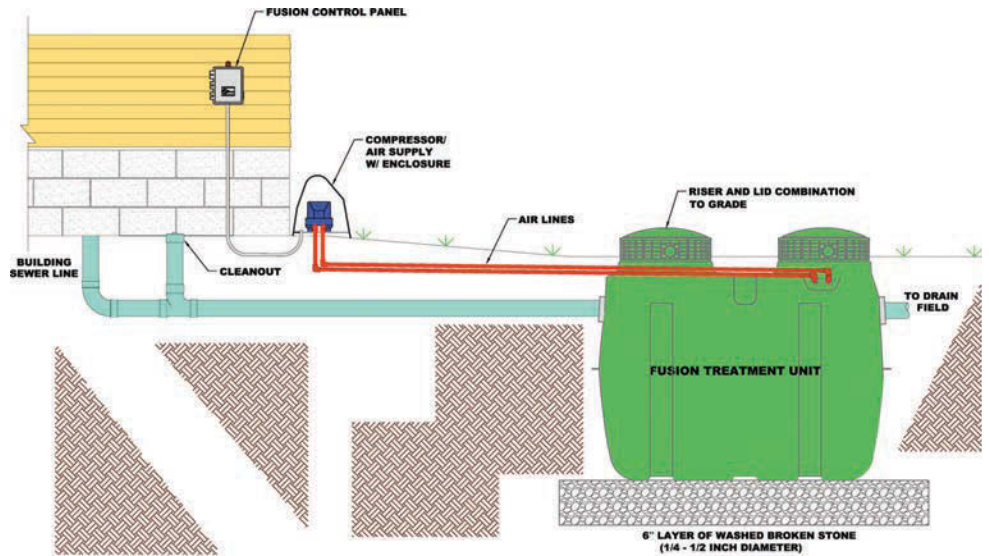 FUSION CONTROL PANEL
COMPRESSOR/
AIR SUPPLY
W/ ENCLOSURE
RISER AND LID COMBINATION
TO GRADE
AIR LINES
BUILDING
SEWER LINE
CLEANOUT
TO DRAIN
FIELD
FUSION TREATMENT UNIT
6" LAYER OF WASHED BROKEN STONE
(1/4 - 1/2 INCH DIAMETER)